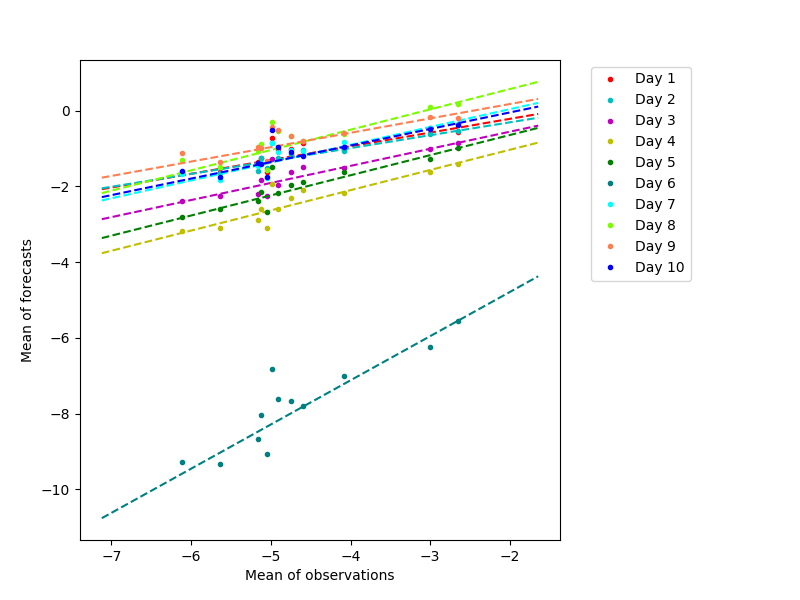 0
−2
−4
−6
−8
−10
−7 −6 −5 −4 −3 −2
Mean of observations
Mean of forecasts
Day 1
Day 2
Day 3
Day 4
Day 5
Day 6
Day 7
Day 8
Day 9
Day 10